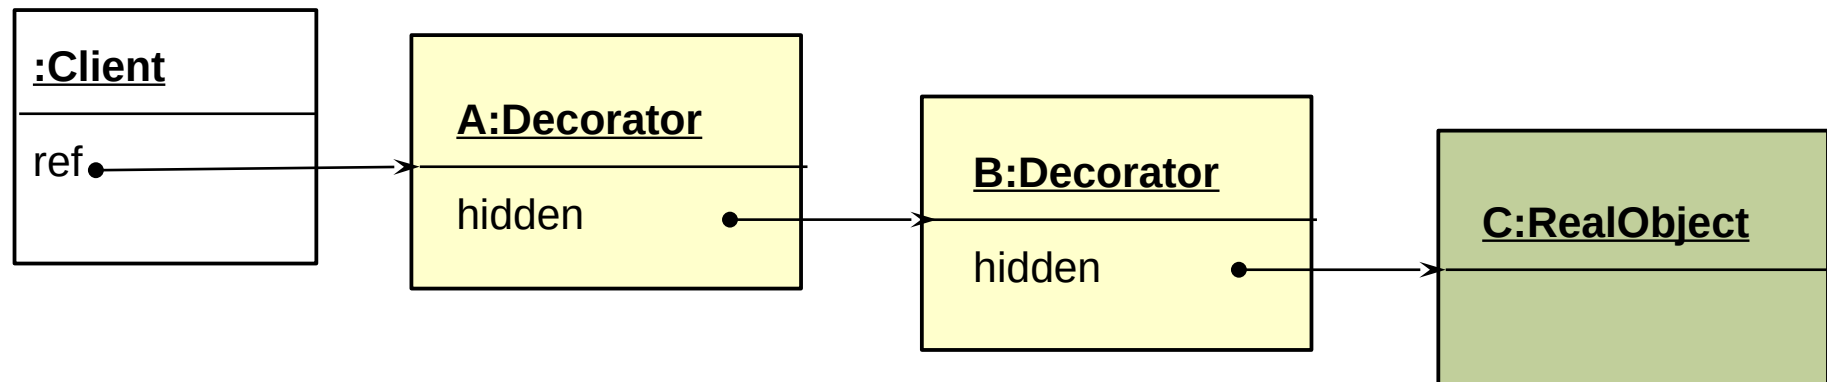 :Client
ref
A:Decorator
hidden
B:Decorator
hidden
C:RealObject